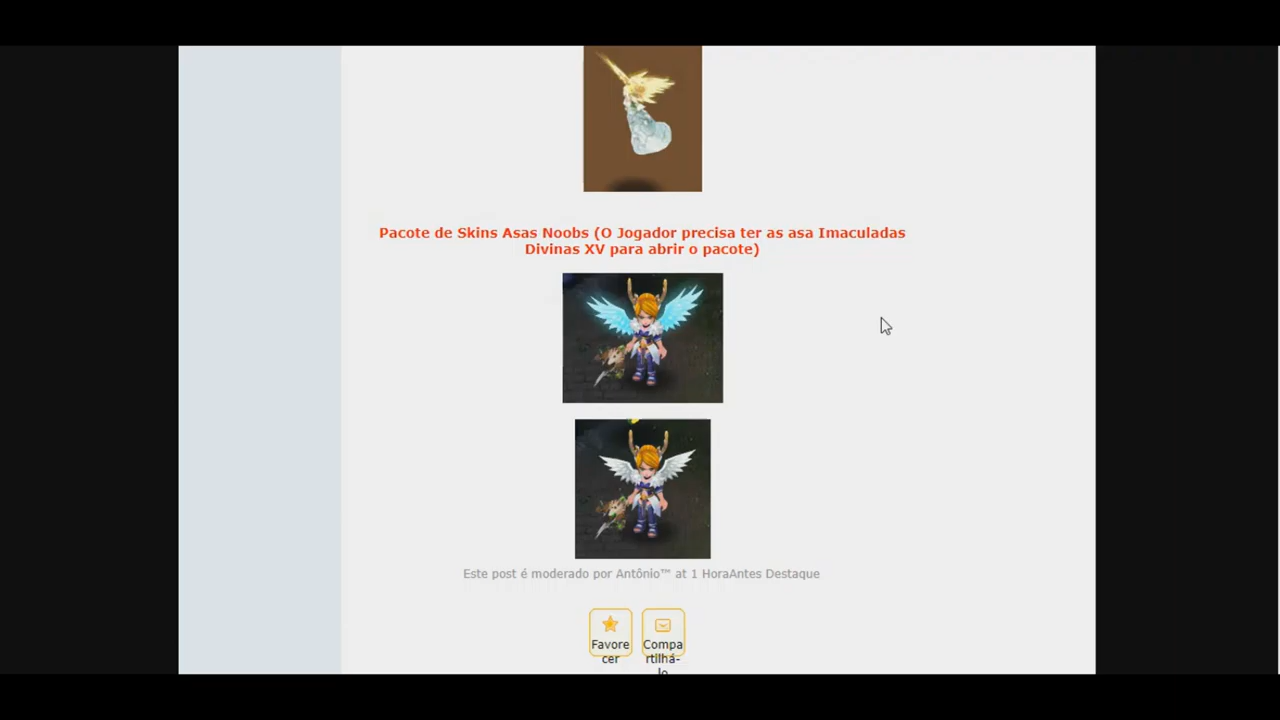 Pacote de Skins Asas Noobs (O Jogador precisa ter as asa Imaculadas
Divinas XV para abrir o pacote)
Este post é moderado por Antônio™ at 1 HoraAntes Destaque
Favore
cer
Compa
rtilhá-
lo